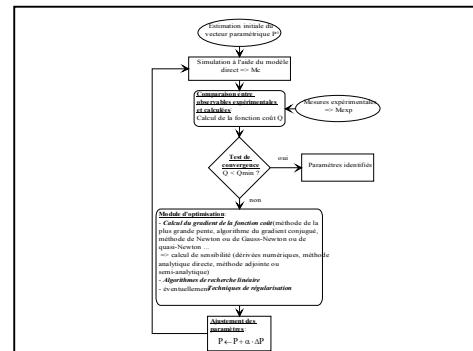 Estimation initiale du
vecteur paramétrique P⁰
Simulation à l'aide du modèle
direct => Mc
Comparaison entre
observables expérimentales
et calculées:
Calcul de la fonction coût Q
Mesures expérimentales
=> Mexp
Test de
convergence
Q < Qmin ?
oui
Paramètres identifiés
non
Module d'optimisation:
- Calcul du gradient de la fonction coût(méthode de la
plus grande pente, algorithme du gradient conjugué,
méthode de Newton ou de Gauss-Newton ou de
quasi-Newton ...
=> calcul de sensibilité (dérivées numériques, méthode
analytique directe, méthode adjointe ou
semi-analytique)
- Algorithmes de recherche linéaire
- éventuellement Techniques de régularisation
Ajustement des
paramètres:
P ← P + α · ΔP